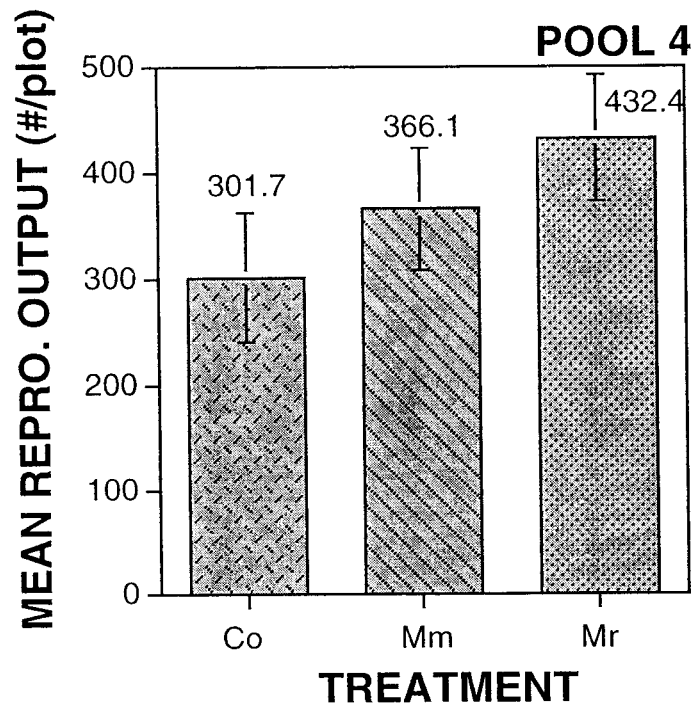 POOL 4
MEAN REPRO. OUTPUT (#/plot)
500
400
300
200
100
0
301.7
366.1
432.4
Co
Mm
Mr
TREATMENT